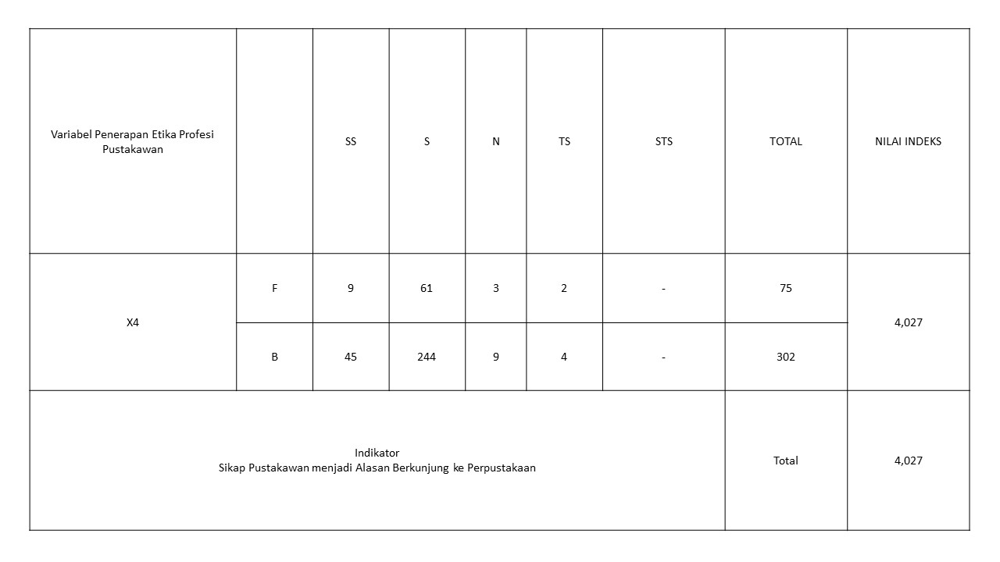 Variabel Penerapan Etika Profesi
Pustakawan
SS
S
N
TS
STS
TOTAL
NILAI INDEKS
X4
F
9
61
3
2
-
75
4,027
B
45
244
9
4
-
302
Indikator
Sikap Pustakawan menjadi Alasan Berkunjung ke Perpustakaan
Total
4,027